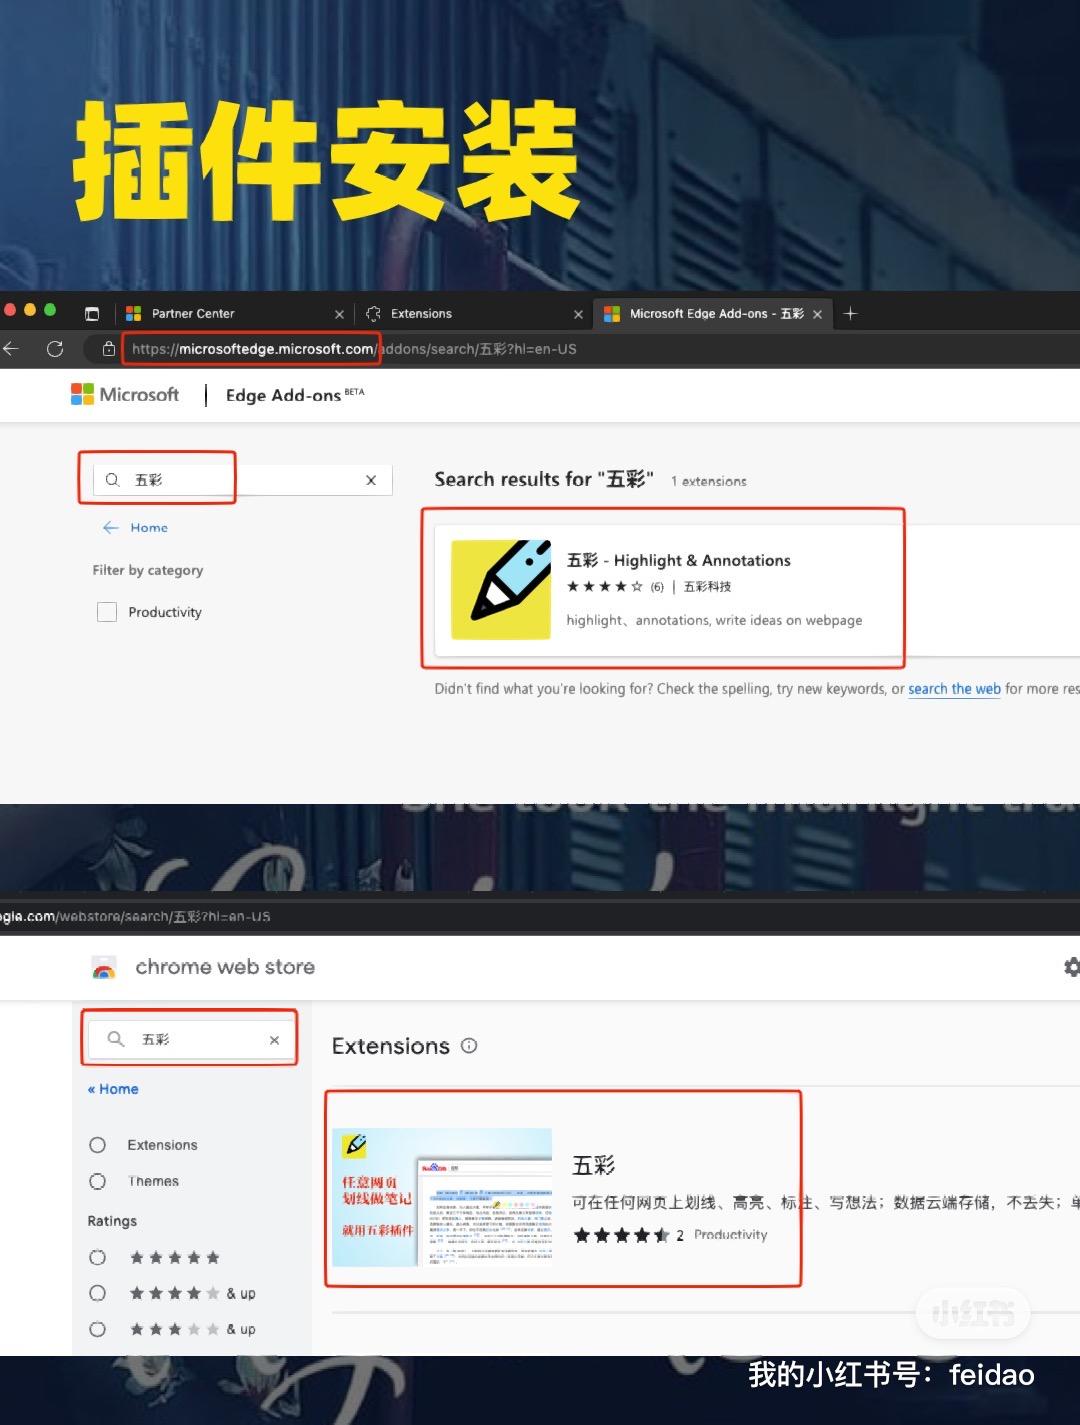 插件安装
Partner Center
Extensions
Microsoft Edge Add-ons - 五彩
https://microsoftedge.microsoft.com/addons/search/五彩?hl=en-US
Microsoft | Edge Add-ons BETA
五彩
Search results for "五彩" 1 extensions
Home
五彩 - Highlight & Annotations
Filter by category
★★★★☆ (6) | 五彩科技
Productivity
highlight、annotations, write ideas on webpage
Didn't find what you're looking for? Check the spelling, try new keywords, or search the web for more res
ogle.com/webstore/search/五彩?hl=en-US
chrome web store
五彩
Extensions
« Home
Extensions
Themes
Ratings
& up
& up
任意网页
划线做笔记
就用五彩插件
五彩
可在任何网页上划线、高亮、标注、写想法；数据云端存储，不丢失；单
2 Productivity
小红书
我的小红书号：feidao